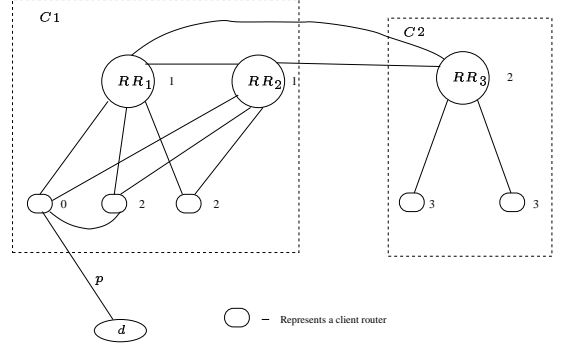 C1
C2
RR1 1
RR2 1
RR3 2
0
2
2
3
3
p
d
– Represents a client router